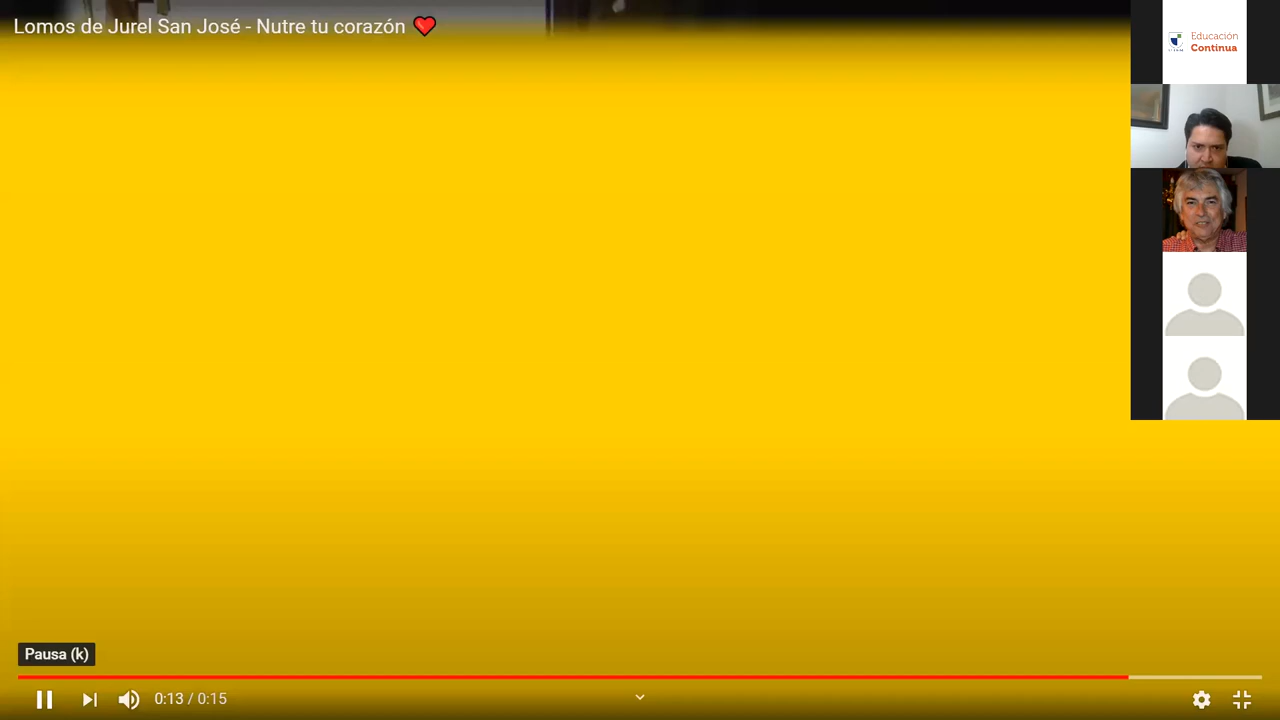 Lomos de Jurel San José - Nutre tu corazón ❤️
Educación
Continua
Pausa (k)
0:13 / 0:15